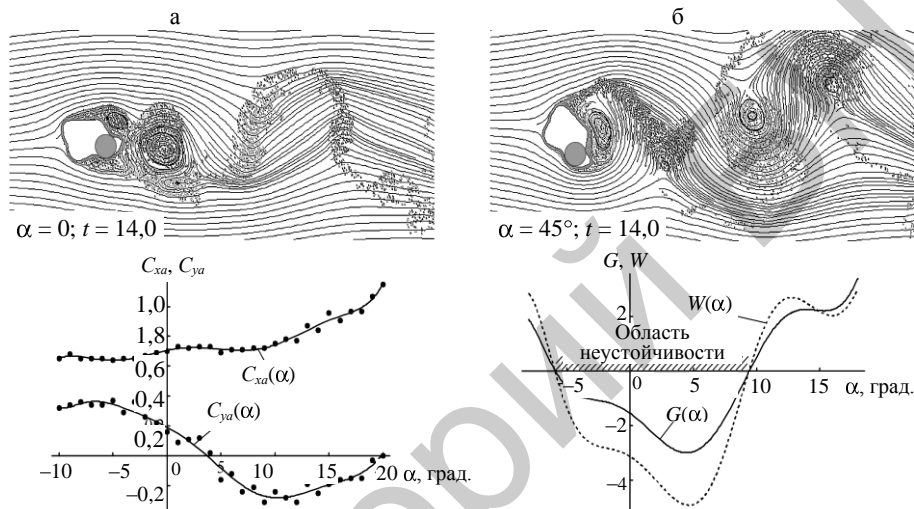 а
б
α = 0; t = 14,0
α = 45°; t = 14,0
Cxa, Cya
1,0
1,8
0,6
0,4
0,2
–0,2
Cxa(α)
Cya(α)
–10
–5
0
5
10
15
20
α, град.
G, W
2
–2
–4
W(α)
Область
неустойчивости
G(α)
–5
0
5
10
15
α, град.